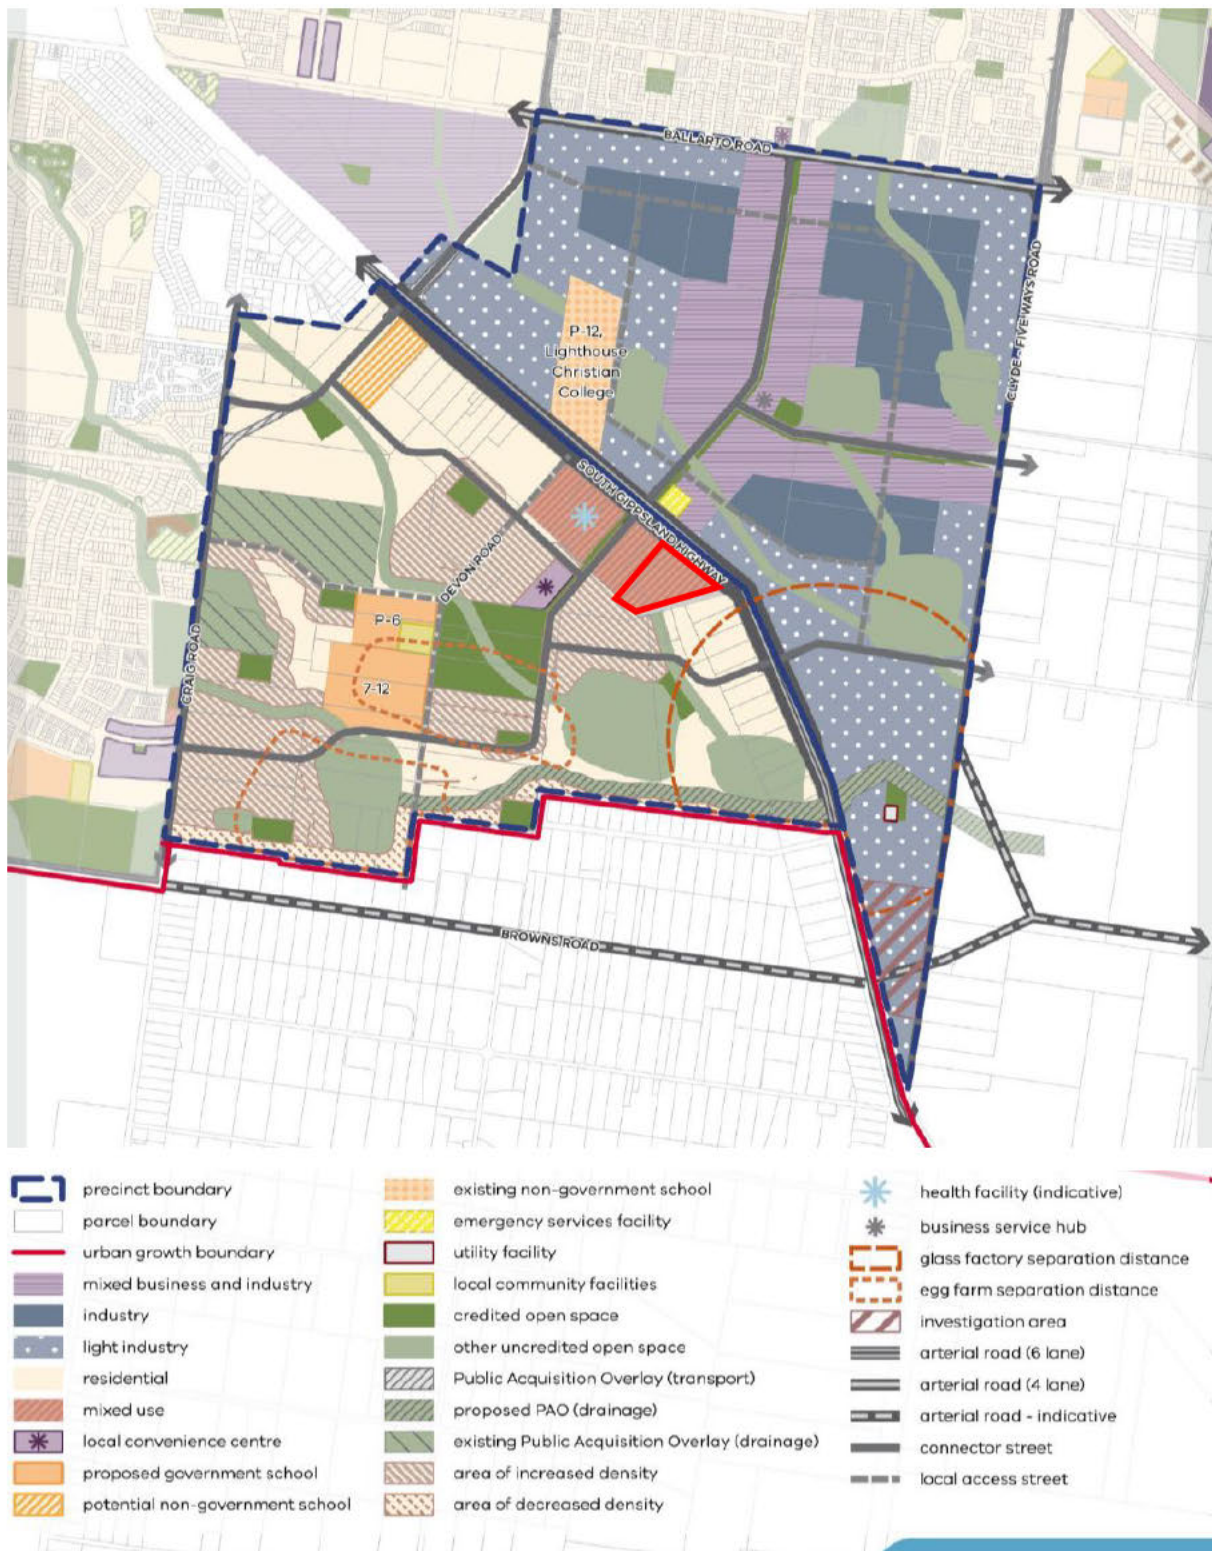 BALLARTO ROAD
CLYDE - FIVE WAYS ROAD
P-12,
Lighthouse
Christian
College
SOUTH GIPPSLAND HIGHWAY
DEVON ROAD
P-6
CRAIG ROAD
7-12
BROWNS ROAD
precinct boundary
parcel boundary
urban growth boundary
mixed business and industry
industry
light industry
residential
mixed use
local convenience centre
proposed government school
potential non-government school
existing non-government school
emergency services facility
utility facility
local community facilities
credited open space
other uncredited open space
Public Acquisition Overlay (transport)
proposed PAO (drainage)
existing Public Acquisition Overlay (drainage)
area of increased density
area of decreased density
health facility (indicative)
business service hub
glass factory separation distance
egg farm separation distance
investigation area
arterial road (6 lane)
arterial road (4 lane)
arterial road - indicative
connector street
local access street